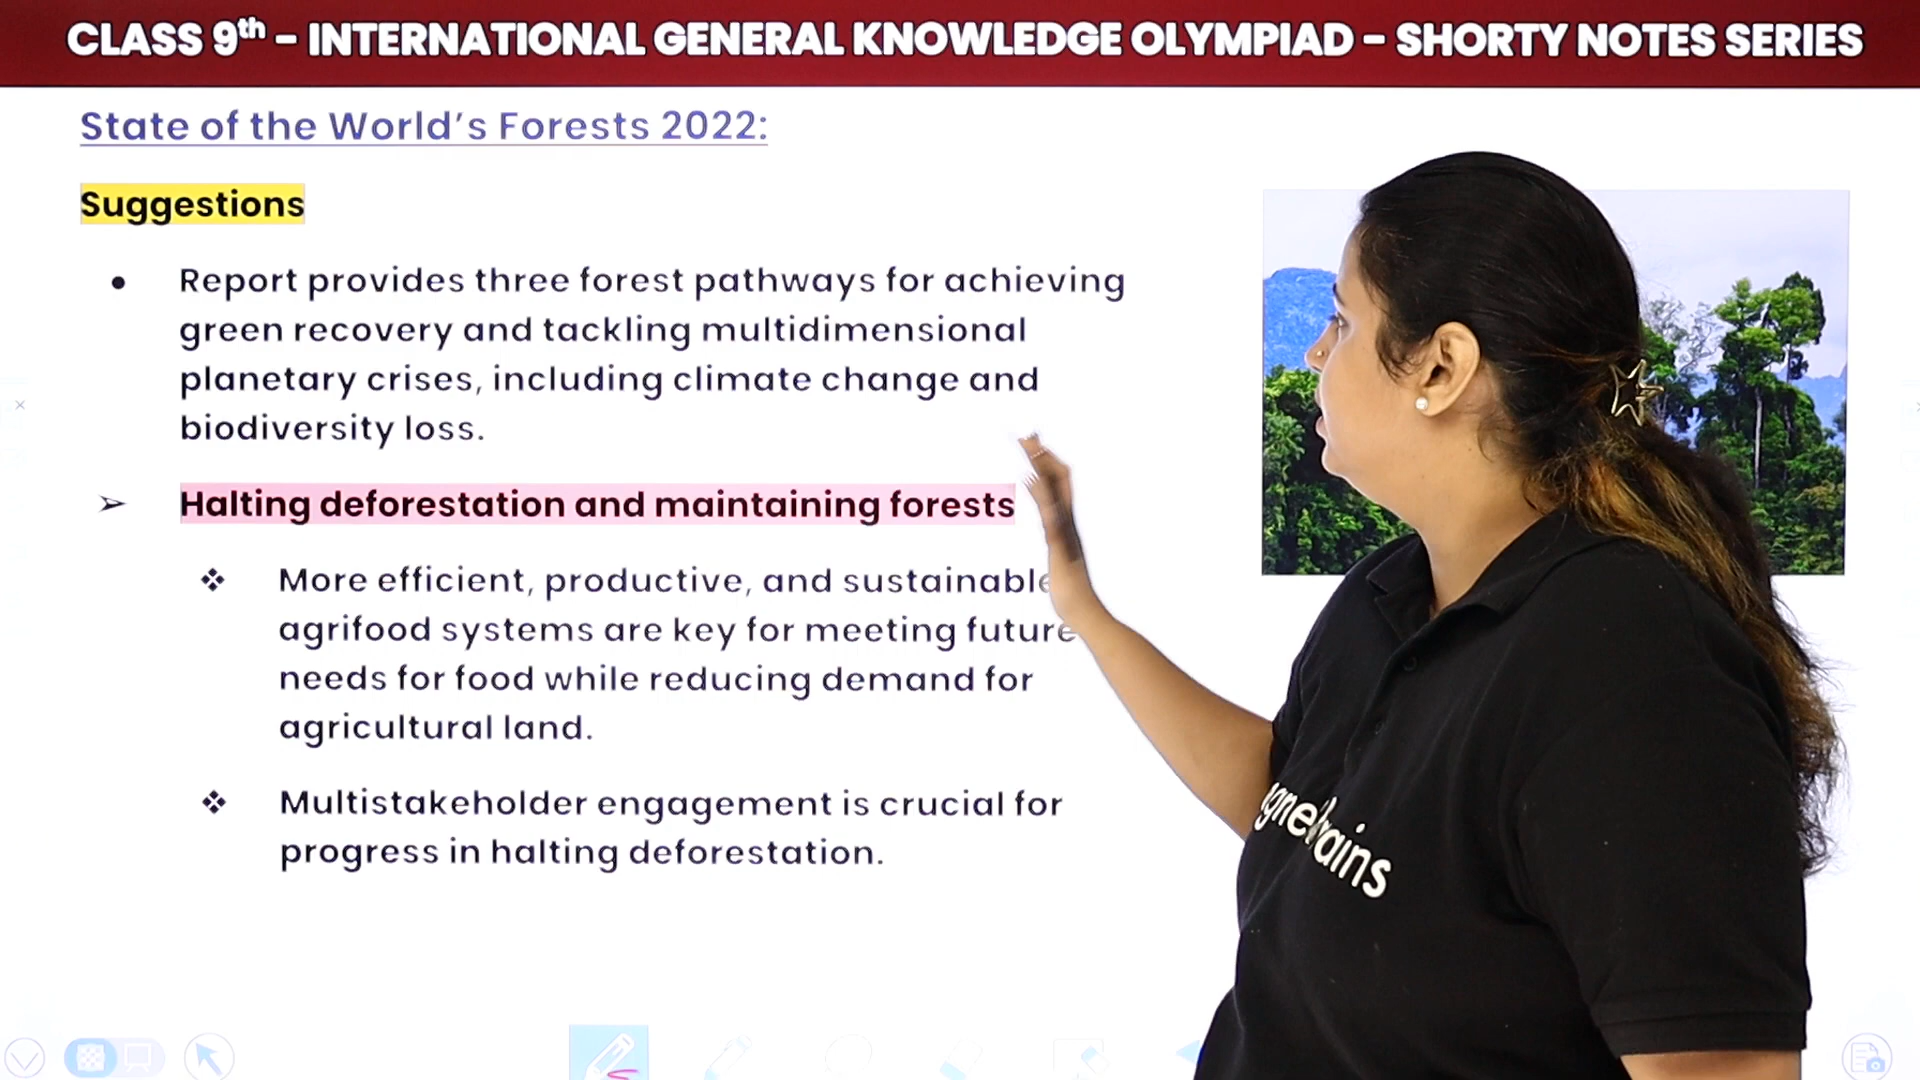 CLASS 9th – INTERNATIONAL GENERAL KNOWLEDGE OLYMPIAD – SHORTY NOTES SERIES
State of the World's Forests 2022:
Suggestions
• Report provides three forest pathways for achieving
green recovery and tackling multidimensional
planetary crises, including climate change and
biodiversity loss.
➢ Halting deforestation and maintaining forests
❖ More efficient, productive, and sustainable
agrifood systems are key for meeting future
needs for food while reducing demand for
agricultural land.
❖ Multistakeholder engagement is crucial for
progress in halting deforestation.